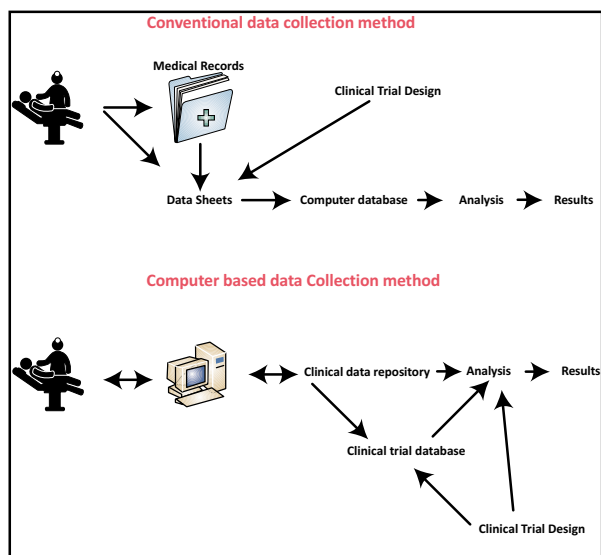 Conventional data collection method
Medical Records
Clinical Trial Design
Data Sheets
Computer database
Analysis
Results
Computer based data Collection method
Clinical data repository
Analysis
Results
Clinical trial database
Clinical Trial Design